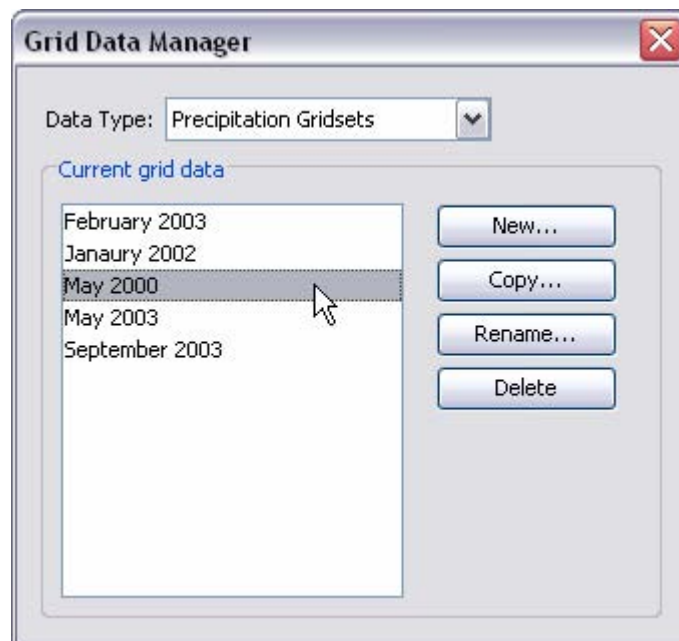 Grid Data Manager
Data Type: Precipitation Gridsets
Current grid data
February 2003
Janaury 2002
May 2000
May 2003
September 2003
New...
Copy...
Rename...
Delete